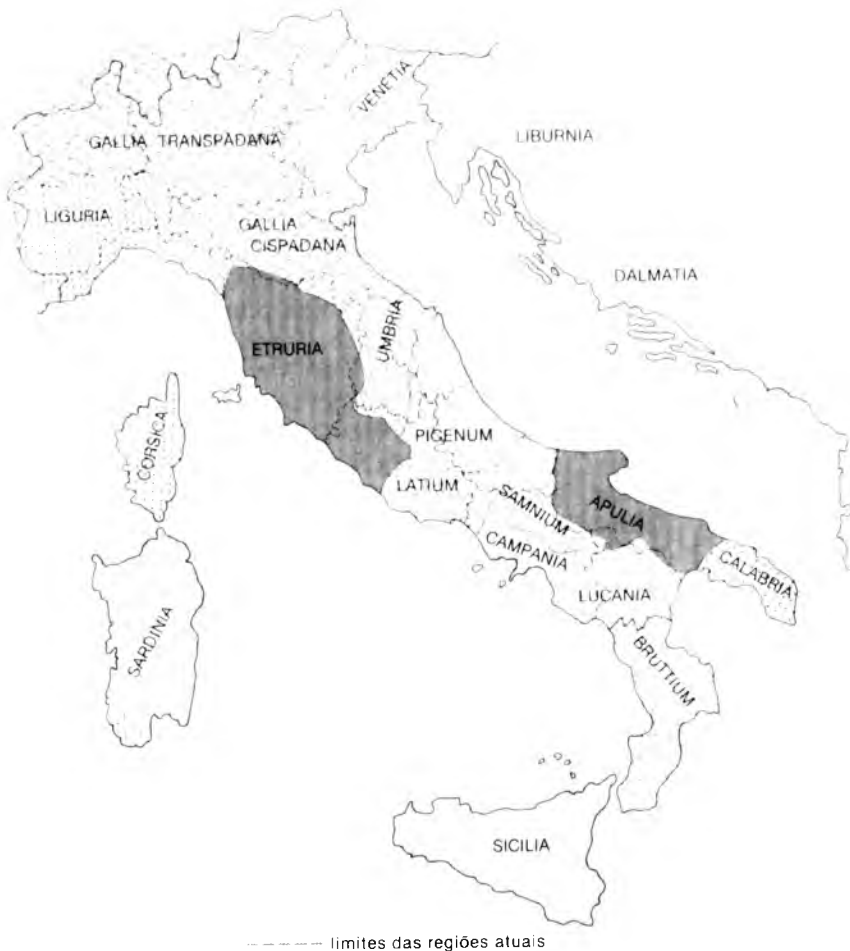 VENETIA
LIBURNIA
GALLIA TRANSPADANA
LIGURIA
GALLIA
CISPADANA
DALMATIA
ETRURIA
UMBRIA
CORSICA
PICENUM
LATIUM
SAMNIUM
APULIA
CAMPANIA
CALABRIA
LUCANIA
SARDINIA
BRUTTIUM
SICILIA
limites das regiões atuais